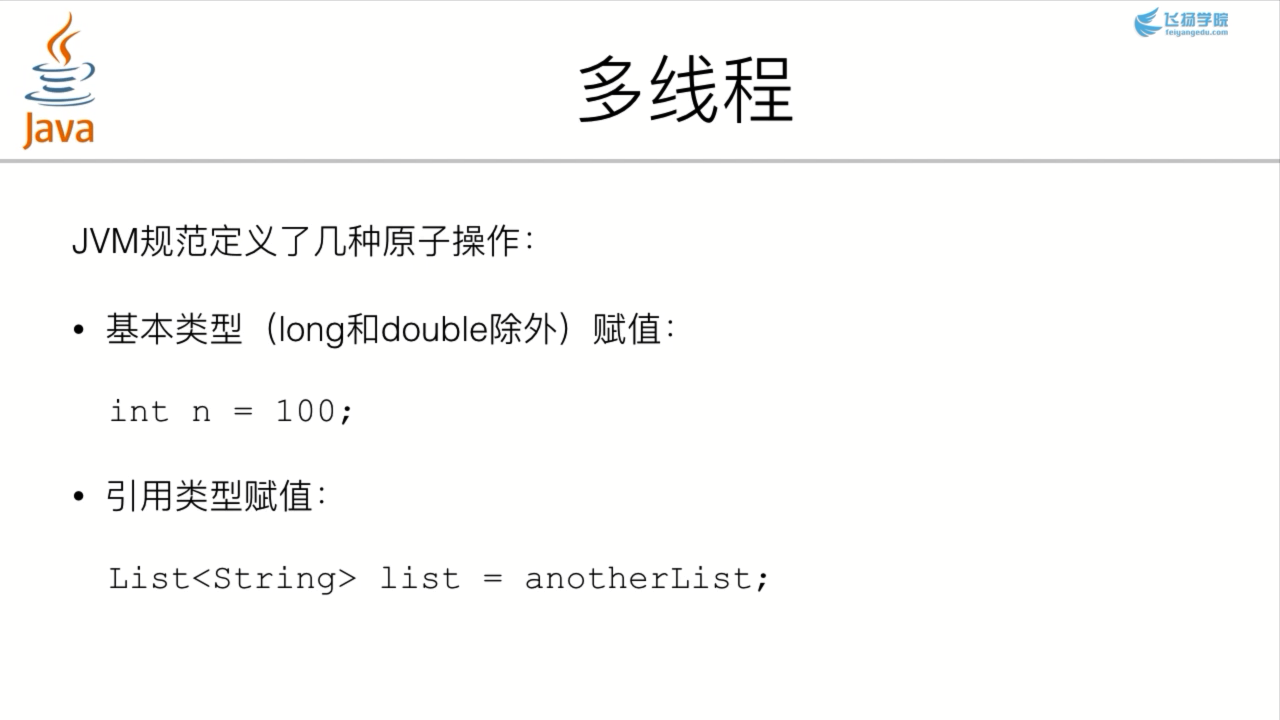 飞扬学院
feiyangedu.com
Java
多线程
JVM规范定义了几种原子操作：
• 基本类型（long和double除外）赋值：
int n = 100;
• 引用类型赋值：
List<String> list = anotherList;